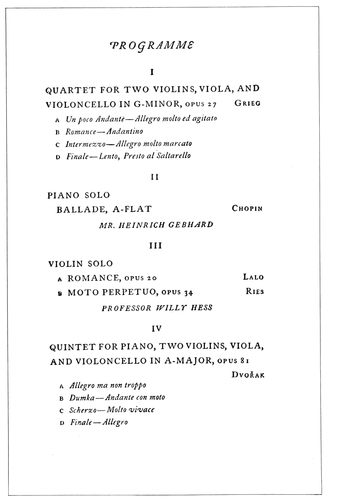 PROGRAMME
I
QUARTET FOR TWO VIOLINS, VIOLA, AND
VIOLONCELLO IN G-MINOR, OPUS 27 GRIEG
A Un poco Andante—Allegro molto ed agitato
B Romance—Andantino
C Intermezzo—Allegro molto marcato
D Finale—Lento, Presto al Saltarello
II
PIANO SOLO
BALLADE, A-FLAT CHOPIN
MR. HEINRICH GEBHARD
III
VIOLIN SOLO
A ROMANCE, OPUS 20 LALO
B MOTO PERPETUO, OPUS 34 RIES
PROFESSOR WILLY HESS
IV
QUINTET FOR PIANO, TWO VIOLINS, VIOLA,
AND VIOLONCELLO IN A-MAJOR, OPUS 81
DVOŘAK
A Allegro ma non troppo
B Dumka—Andante con moto
C Scherzo—Molto vivace
D Finale—Allegro